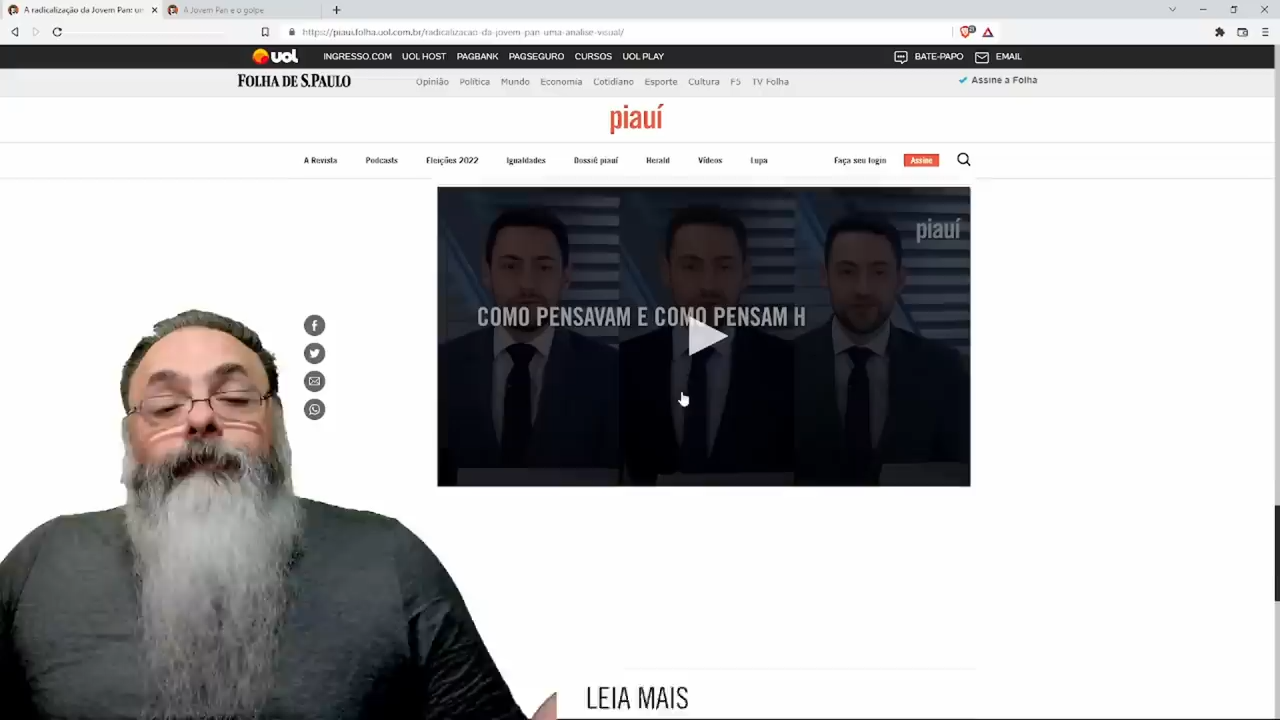 A radicalização da Jovem Pan: um
A Jovem Pan e o golpe
https://piaui.folha.uol.com.br/radicalizacao-da-jovem-pan-uma-analise-visual/
uol
INGRESSO.COM UOL HOST PAGBANK PAGSEGURO CURSOS UOL PLAY
BATE-PAPO EMAIL
FOLHA DE S.PAULO
Opinião Política Mundo Economia Cotidiano Esporte Cultura F5 TV Folha
Assine a Folha
piauí
A Revista Podcasts Eleições 2022 Igualdades Dossiê piauí Herald Vídeos Lupa
Faça seu login Assine
piauí
COMO PENSAVAM E COMO PENSAM H
LEIA MAIS